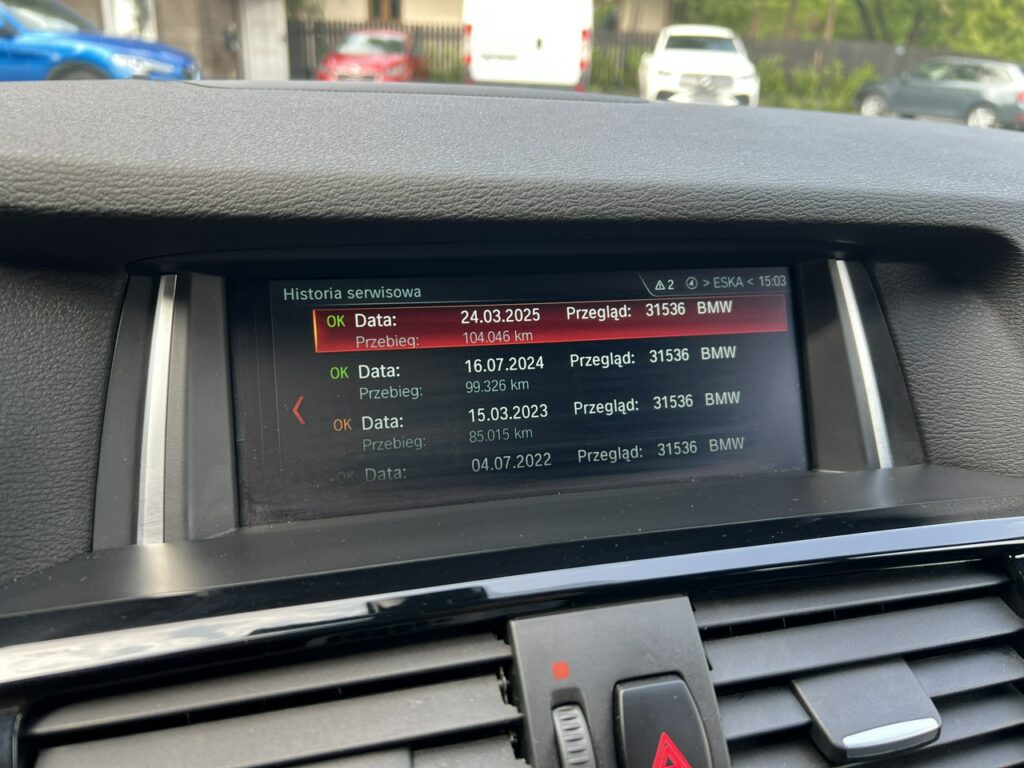 Historia serwisowa
2 > ESKA < 15:03
OK Data: 24.03.2025 Przegląd: 31536 BMW
Przebieg: 104.046 km
OK Data: 16.07.2024 Przegląd: 31536 BMW
Przebieg: 99.326 km
OK Data: 15.03.2023 Przegląd: 31536 BMW
Przebieg: 85.015 km
OK Data: 04.07.2022 Przegląd: 31536 BMW